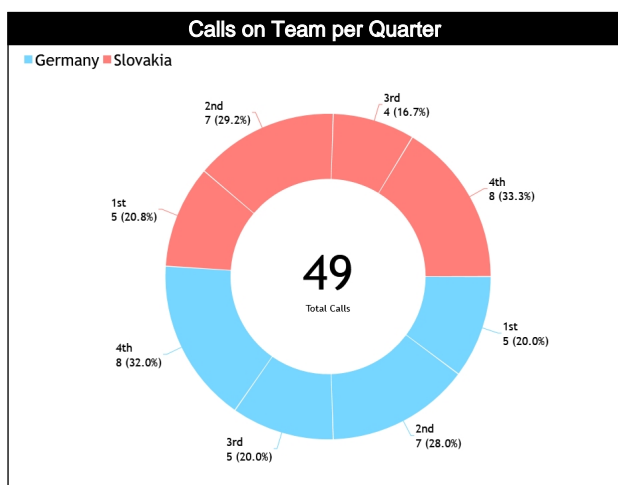 Calls on Team per Quarter
Germany Slovakia
3rd
4 (16.7%)
2nd
7 (29.2%)
4th
8 (33.3%)
1st
5 (20.8%)
49
Total Calls
1st
5 (20.0%)
4th
8 (32.0%)
2nd
7 (28.0%)
3rd
5 (20.0%)